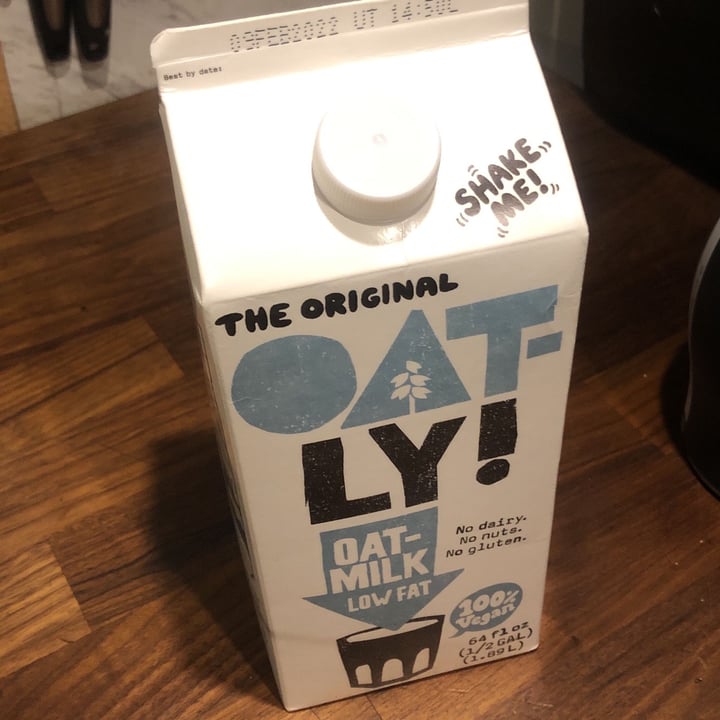 09FEB2022 UT 14:50L
Best by date:
SHAKE
ME!
THE ORIGINAL
OAT-
LY!
No dairy.
No nuts.
No gluten.
OAT-
MILK
LOW FAT
100%
Vegan
64 fl oz
(1/2 GAL)
(1.89L)